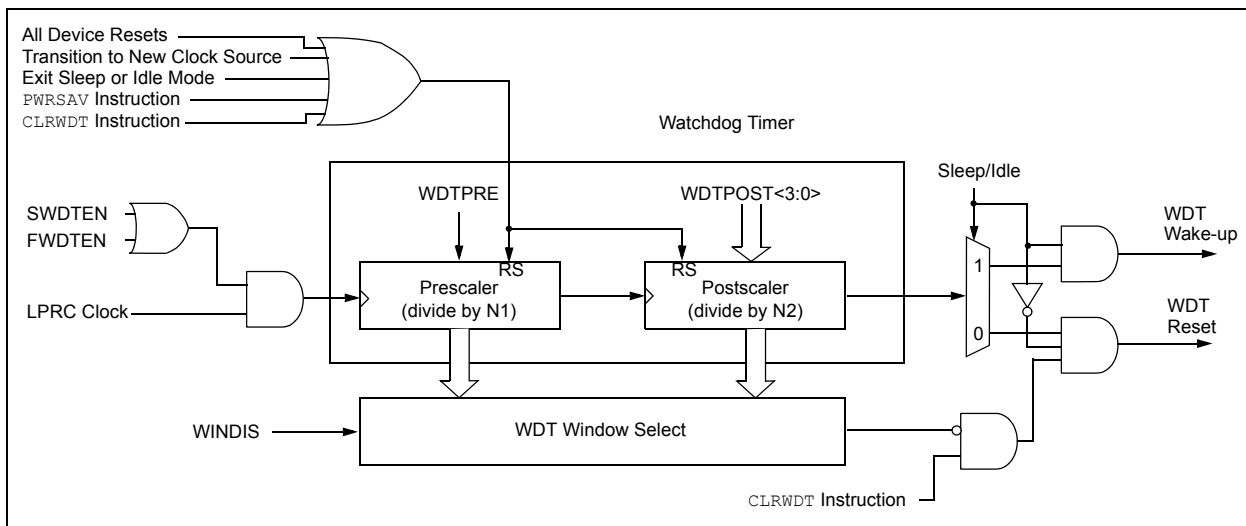 All Device Resets
Transition to New Clock Source
Exit Sleep or Idle Mode
PWRSAV Instruction
CLRWDT Instruction
Watchdog Timer
Sleep/Idle
WDTPRE
WDTPOST<3:0>
SWDTEN
FWDTEN
WDT
Wake-up
RS
RS
1
Prescaler
(divide by N1)
Postscaler
(divide by N2)
LPRC Clock
WDT
Reset
0
WINDIS
WDT Window Select
CLRWDT Instruction